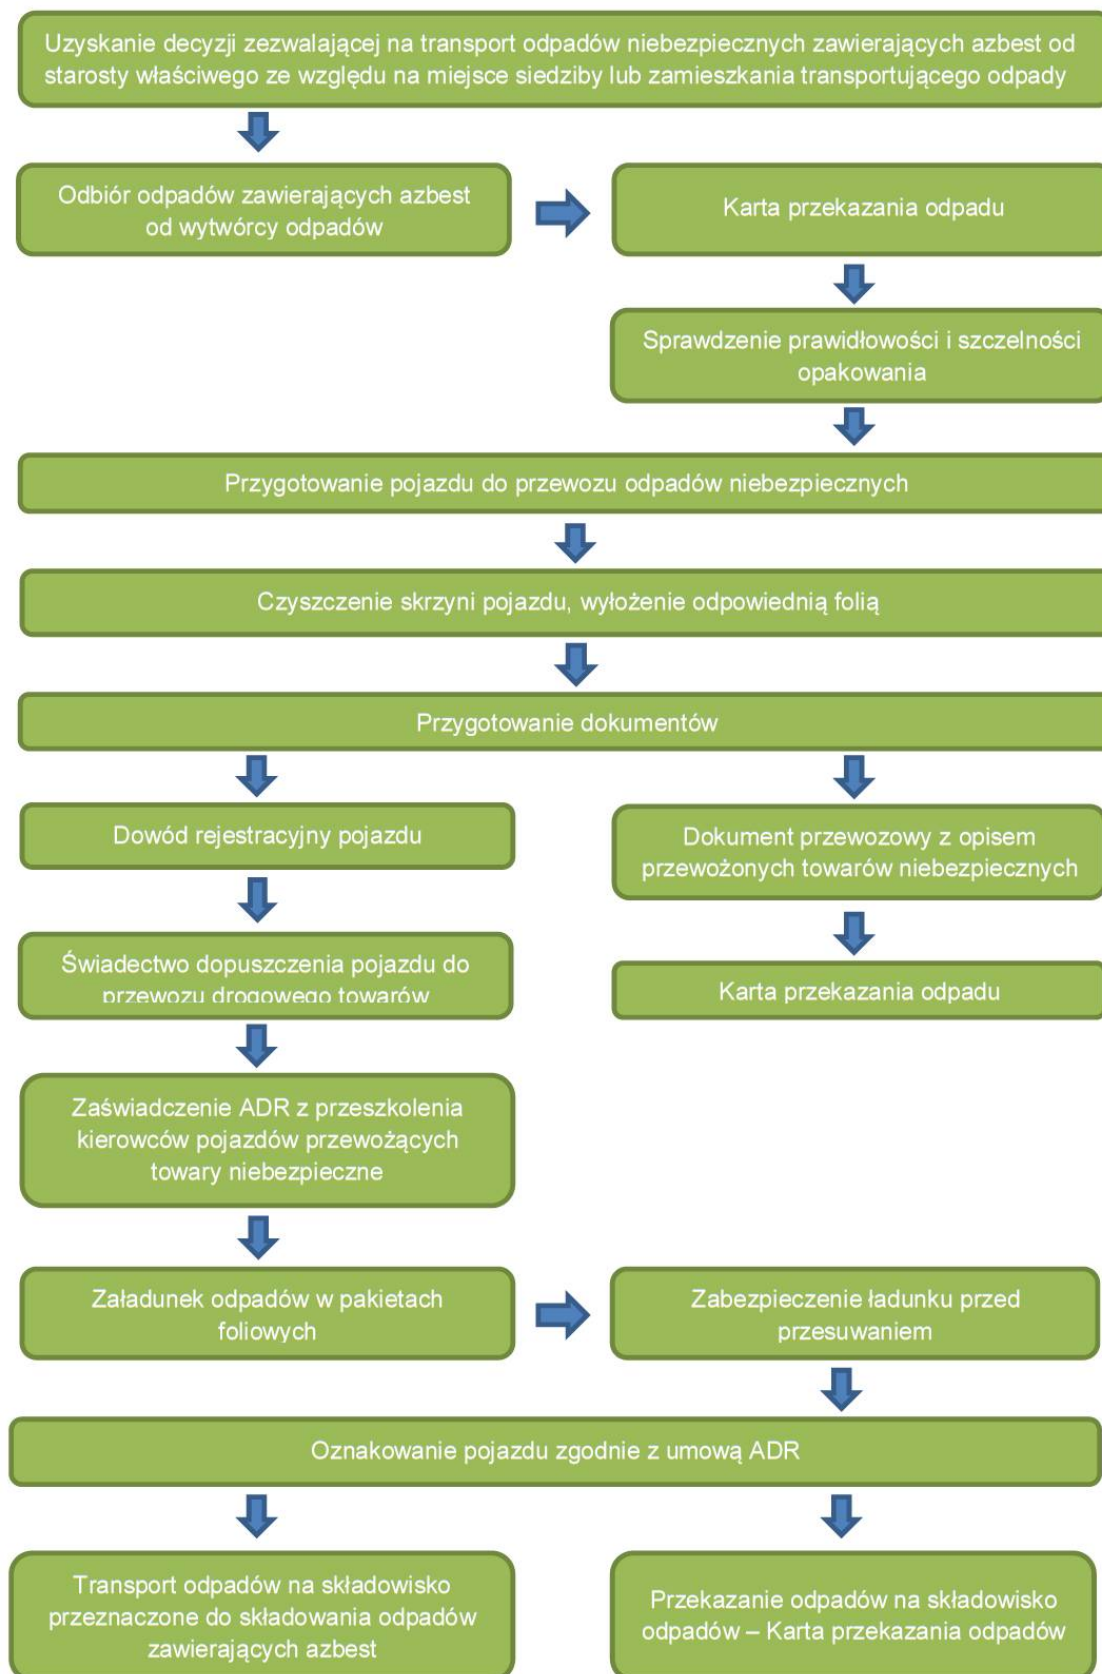 Uzyskanie decyzji zezwalającej na transport odpadów niebezpiecznych zawierających azbest od
starosty właściwego ze względu na miejsce siedziby lub zamieszkania transportującego odpady
Odbiór odpadów zawierających azbest
od wytwórcy odpadów
Karta przekazania odpadu
Sprawdzenie prawidłowości i szczelności
opakowania
Przygotowanie pojazdu do przewozu odpadów niebezpiecznych
Czyszczenie skrzyni pojazdu, wyłożenie odpowiednią folią
Przygotowanie dokumentów
Dowód rejestracyjny pojazdu
Dokument przewozowy z opisem
przewożonych towarów niebezpiecznych
Świadectwo dopuszczenia pojazdu do
przewozu drogowego towarów
Karta przekazania odpadu
Zaświadczenie ADR z przeszkolenia
kierowców pojazdów przewożących
towary niebezpieczne
Załadunek odpadów w pakietach
foliowych
Zabezpieczenie ładunku przed
przesuwaniem
Oznakowanie pojazdu zgodnie z umową ADR
Transport odpadów na składowisko
przeznaczone do składowania odpadów
zawierających azbest
Przekazanie odpadów na składowisko
odpadów – Karta przekazania odpadów